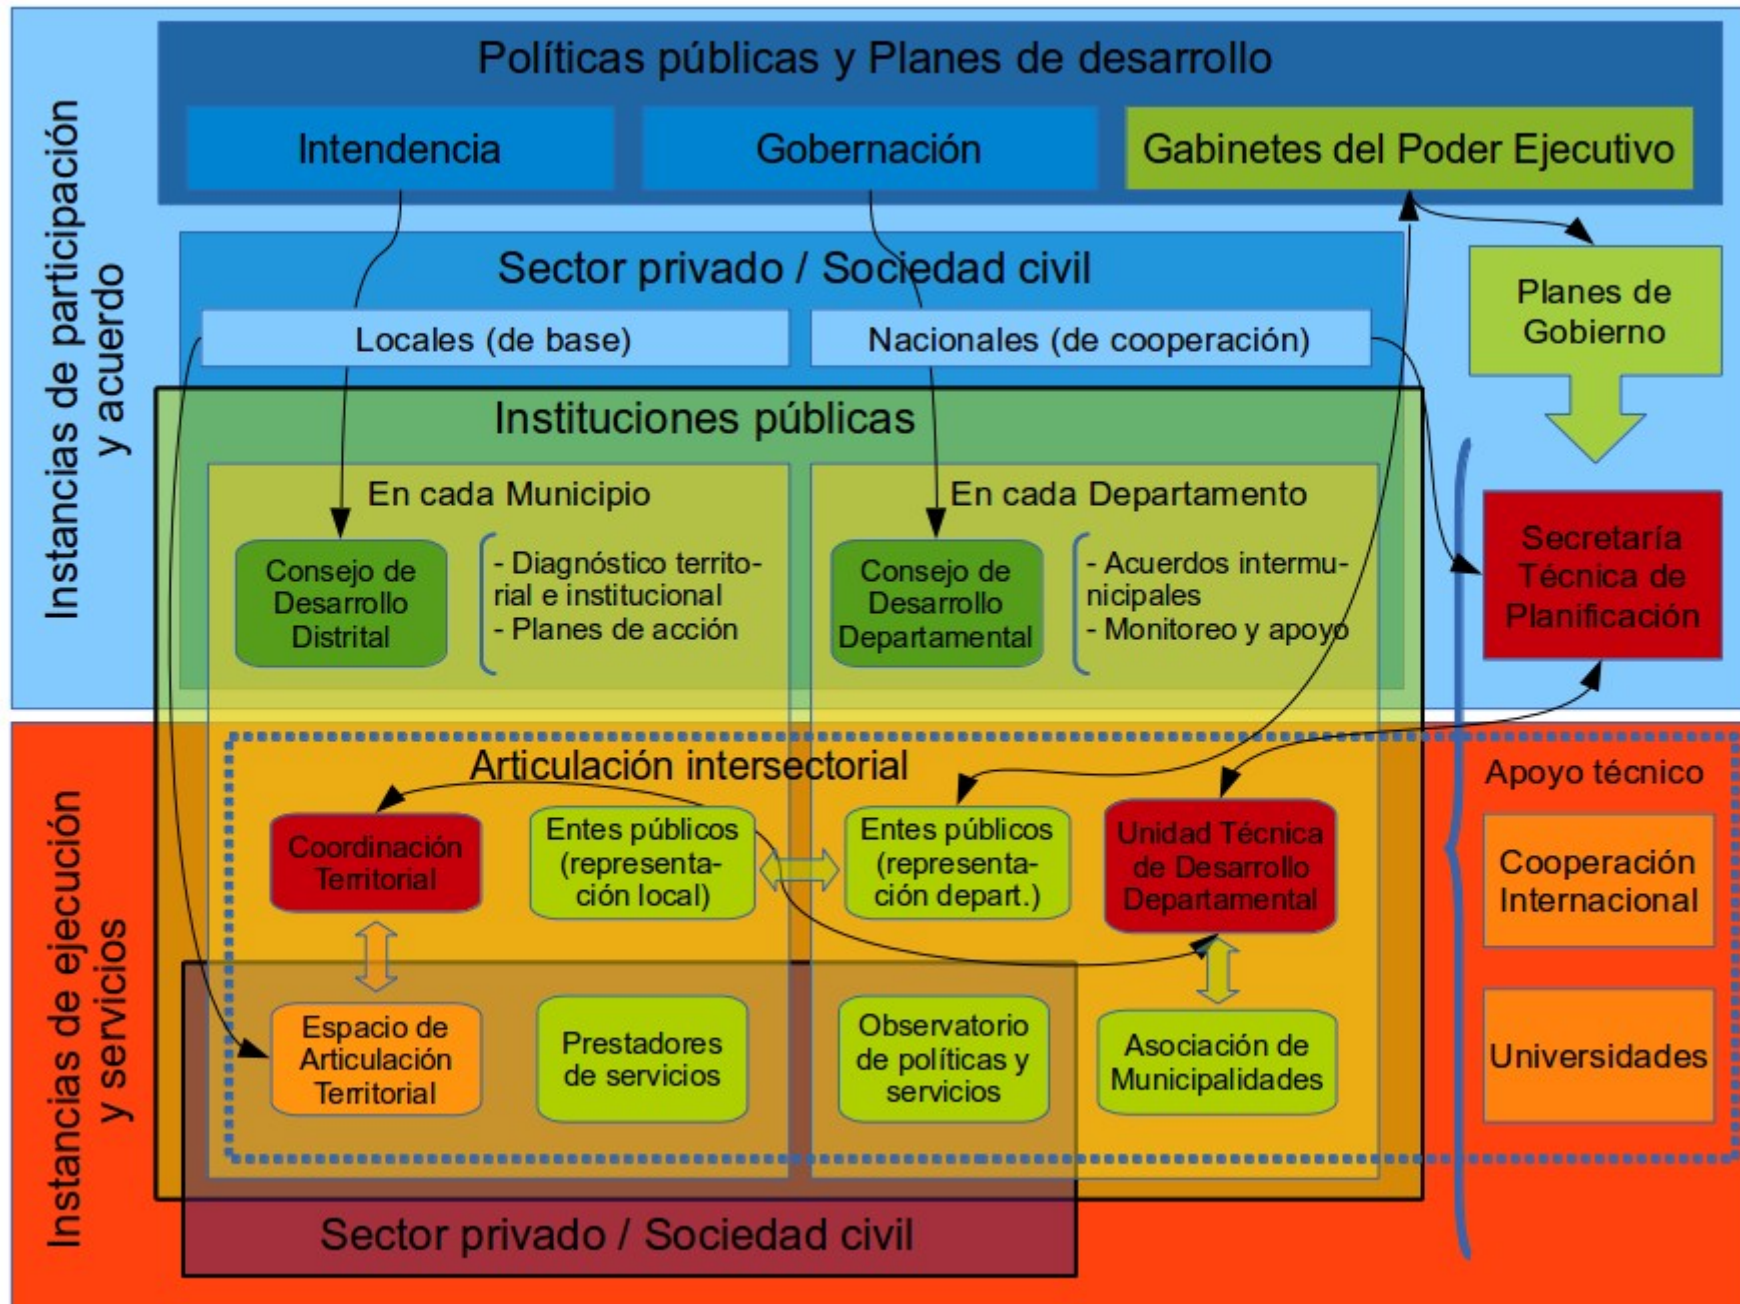 Políticas públicas y Planes de desarrollo
Intendencia
Gobernación
Gabinetes del Poder Ejecutivo
Instancias de participación
y acuerdo
Sector privado / Sociedad civil
Locales (de base)
Nacionales (de cooperación)
Planes de
Gobierno
Instituciones públicas
En cada Municipio
Consejo de
Desarrollo
Distrital
- Diagnóstico territo-
rial e institucional
- Planes de acción
En cada Departamento
Consejo de
Desarrollo
Departamental
- Acuerdos intermu-
nicipales
- Monitoreo y apoyo
Secretaría
Técnica de
Planificación
Instancias de ejecución
y servicios
Articulación intersectorial
Coordinación
Territorial
Entes públicos
(representa-
ción local)
Entes públicos
(representa-
ción depart.)
Unidad Técnica
de Desarrollo
Departamental
Apoyo técnico
Cooperación
Internacional
Espacio de
Articulación
Territorial
Prestadores
de servicios
Observatorio
de políticas y
servicios
Asociación de
Municipalidades
Universidades
Sector privado / Sociedad civil